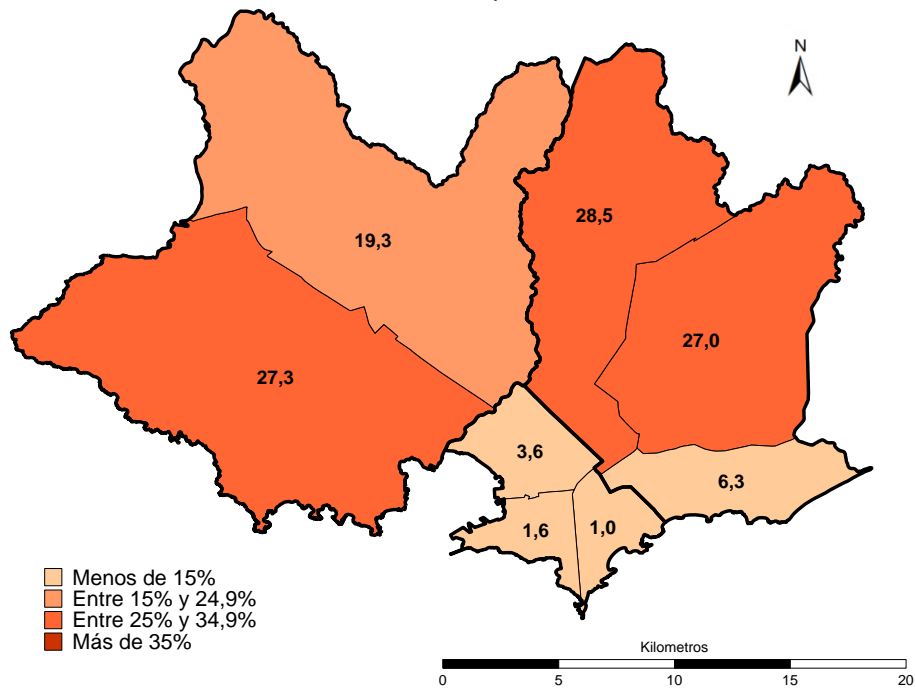 N
28,5
19,3
27,0
27,3
3,6
6,3
1,6
1,0
Menos de 15%
Entre 15% y 24,9%
Entre 25% y 34,9%
Más de 35%
Kilometros
0 5 10 15 20